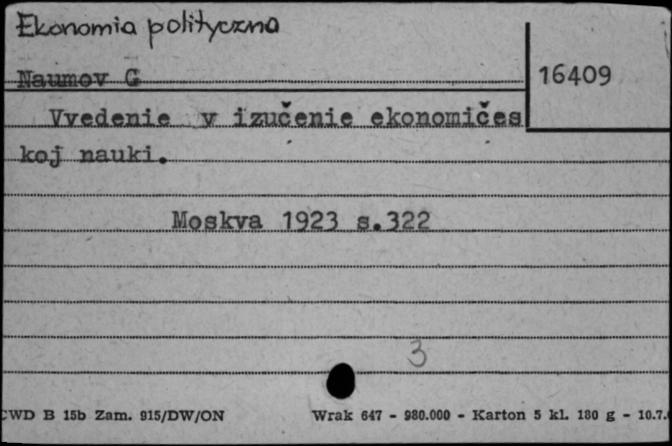 Ekonomia polityczna
Naumov G
16409
Vvedenie v izučenie ekonomičes
koj nauki.
Moskva 1923 s.322
3
CWD B 15b Zam. 915/DW/ON Wrak 647 - 980.000 - Karton 5 kl. 180 g - 10.7.